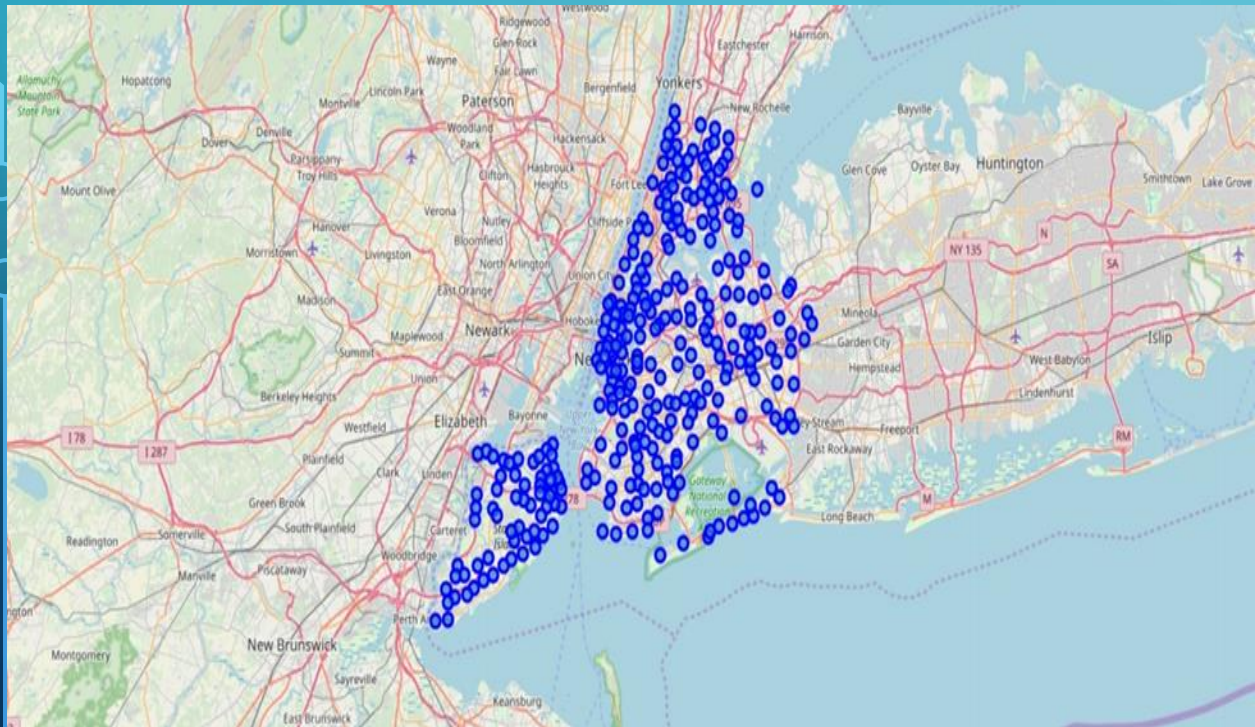 Westwood
Ridgewood
Harrison
Glen Rock
Eastchester
Wayne
Fair Lawn
Allamuchy
Mountain
State Park
Hopatcong
Lincoln Park
Bergenfield
Yonkers
Montville
Paterson
New Rochelle
Bayville
Denville
Woodland
Park
Hackensack
Dover
Parsippany
Troy Hills
Hasbrouck
Heights
Glen Cove
Oyster Bay
Huntington
Clifton
Fort Lee
Smithtown
Lake Grove
Mount Olive
Verona
Nutley
Cliffside
Hanover
Bloomfield
N
NY 135
Morristown
Livingston
North Arlington
SA
Union City
East Orange
Madison
Mineola
Newark
Hoboke
Maplewood
Garden City
Islip
Summit
Ne
West Babylon
Union
Hempstead
Berkeley Heights
Lindenhurst
Elizabeth
Bayonne
Westfield
ey Stream
Freeport
I 78
I 287
East Rockaway
RM
Plainfield
Clark
Linden
Gateway
National
Recreation
Green Brook
78
M
Long Beach
South Plainfield
Carteret
Somerville
Readington
Woodbridge
Piscataway
Manville
ngton
Perth A
New Brunswick
Montgomery
Sayreville
Keansburg
East Brunswick